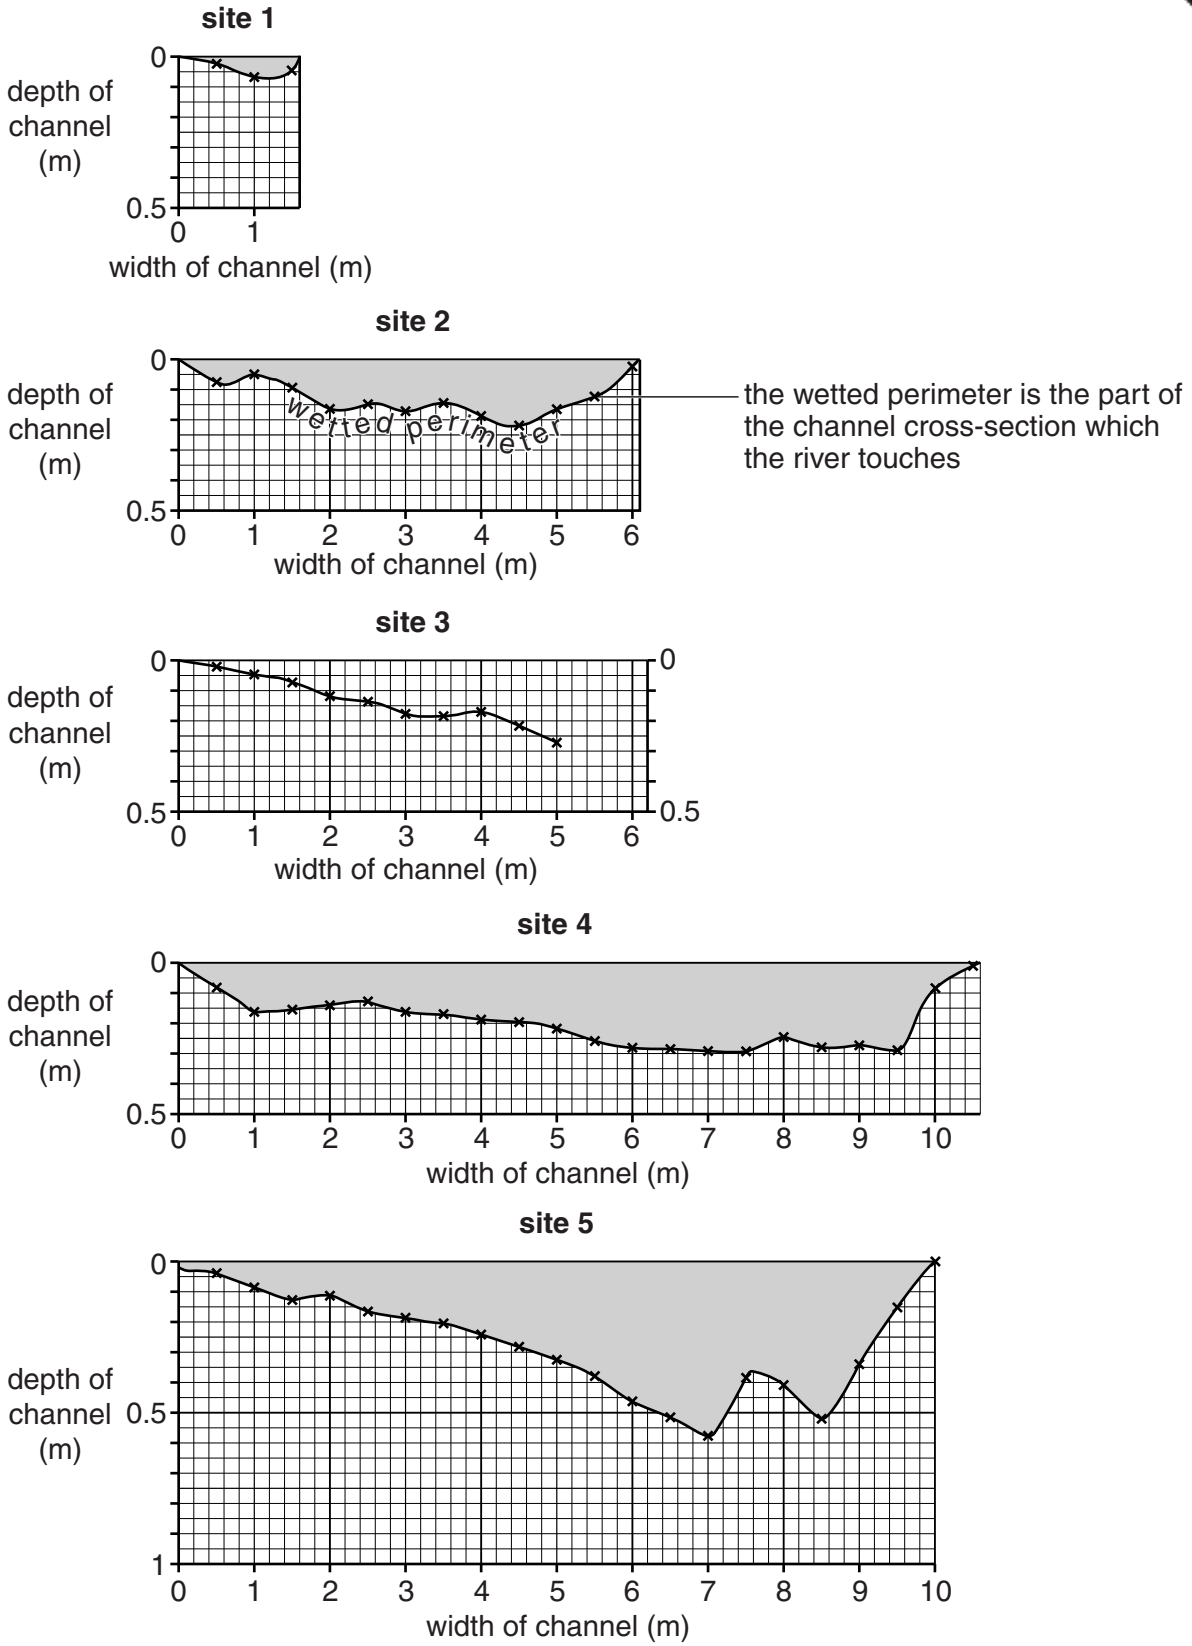 site 1
0
depth of
channel
(m)
0.5
0 1
width of channel (m)
site 2
0
depth of
channel
(m)
wetted perimeter
the wetted perimeter is the part of
the channel cross-section which
the river touches
0.5
0 1 2 3 4 5 6
width of channel (m)
site 3
0 0
depth of
channel
(m)
0.5 0.5
0 1 2 3 4 5 6
width of channel (m)
site 4
0
depth of
channel
(m)
0.5
0 1 2 3 4 5 6 7 8 9 10
width of channel (m)
site 5
0
depth of
channel
(m)
0.5
1
0 1 2 3 4 5 6 7 8 9 10
width of channel (m)